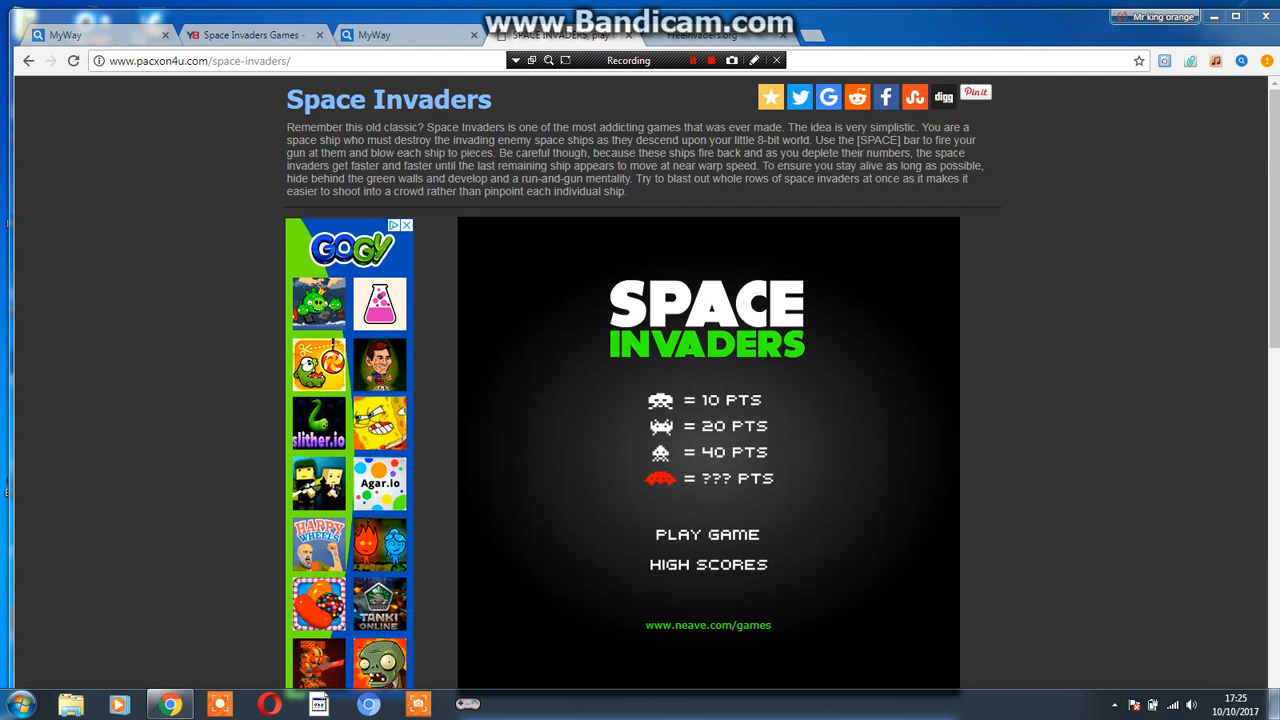 www.Bandicam.com
Mr king orange
MyWay
Space Invaders Games -
MyWay
SPACE INVADERS, play
FreeInvaders.org
www.pacxon4u.com/space-invaders/
Recording
Space Invaders
digg
Pin it
Remember this old classic? Space Invaders is one of the most addicting games that was ever made. The idea is very simplistic. You are a
space ship who must destroy the invading enemy space ships as they descend upon your little 8-bit world. Use the [SPACE] bar to fire your
gun at them and blow each ship to pieces. Be careful though, because these ships fire back and as you deplete their numbers, the space
invaders get faster and faster until the last remaining ship appears to move at near warp speed. To ensure you stay alive as long as possible,
hide behind the green walls and develop and a run-and-gun mentality. Try to blast out whole rows of space invaders at once as it makes it
easier to shoot into a crowd rather than pinpoint each individual ship.
GOGY
slither.io
Agar.io
HAPPY
WHEELS
TANKI
ONLINE
SPACE
INVADERS
= 10 PTS
= 20 PTS
= 40 PTS
= ??? PTS
PLAY GAME
HIGH SCORES
www.neave.com/games
17:25
10/10/2017